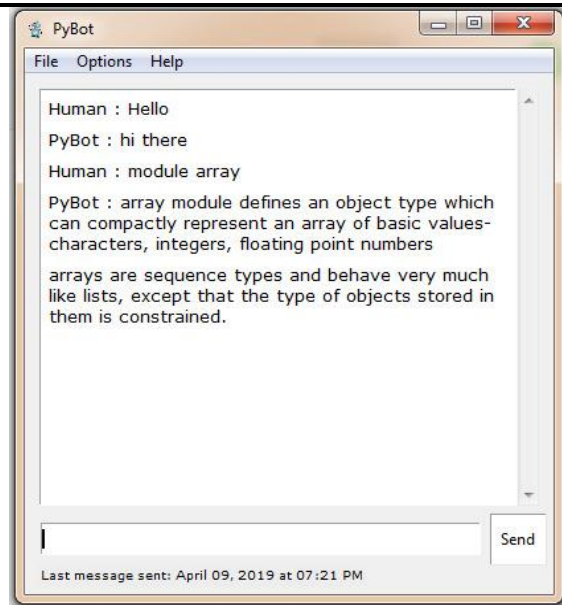 PyBot
File Options Help
Human : Hello
PyBot : hi there
Human : module array
PyBot : array module defines an object type which
can compactly represent an array of basic values-
characters, integers, floating point numbers
arrays are sequence types and behave very much
like lists, except that the type of objects stored in
them is constrained.
Send
Last message sent: April 09, 2019 at 07:21 PM